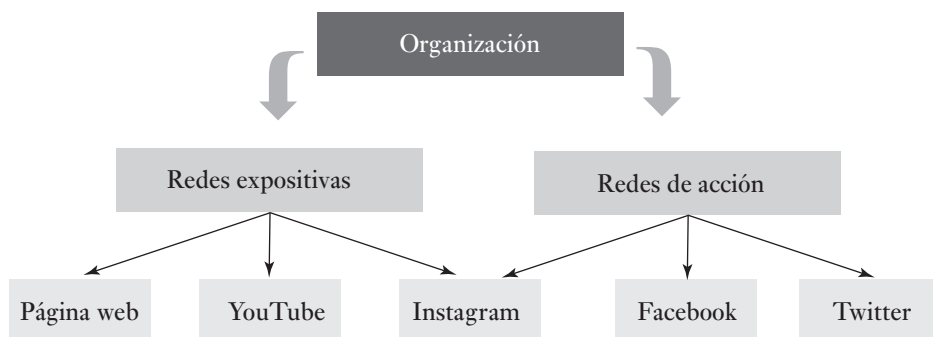 Organización
Redes expositivas
Redes de acción
Página web
YouTube
Instagram
Facebook
Twitter